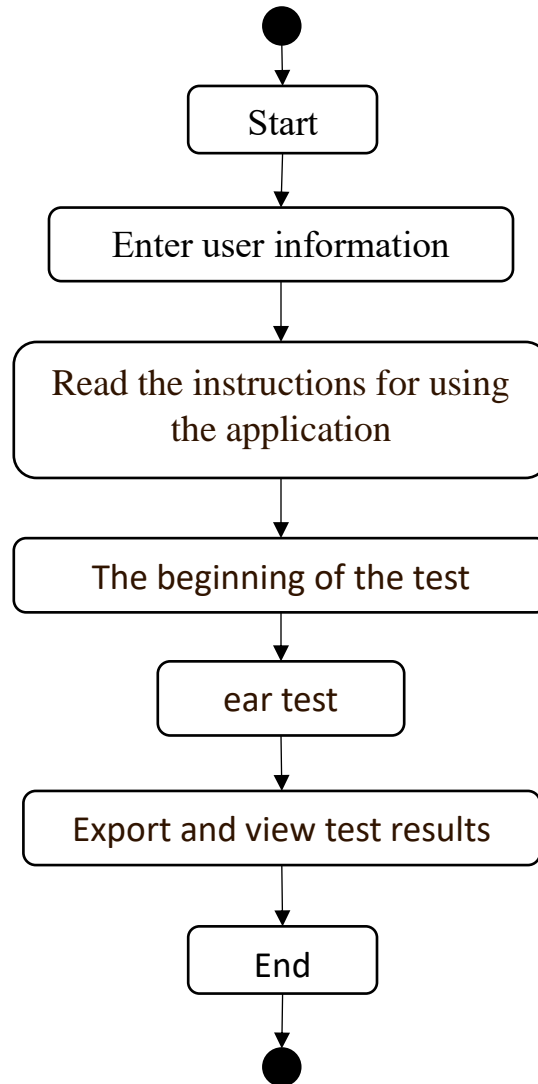 Start
Enter user information
Read the instructions for using
the application
The beginning of the test
ear test
Export and view test results
End